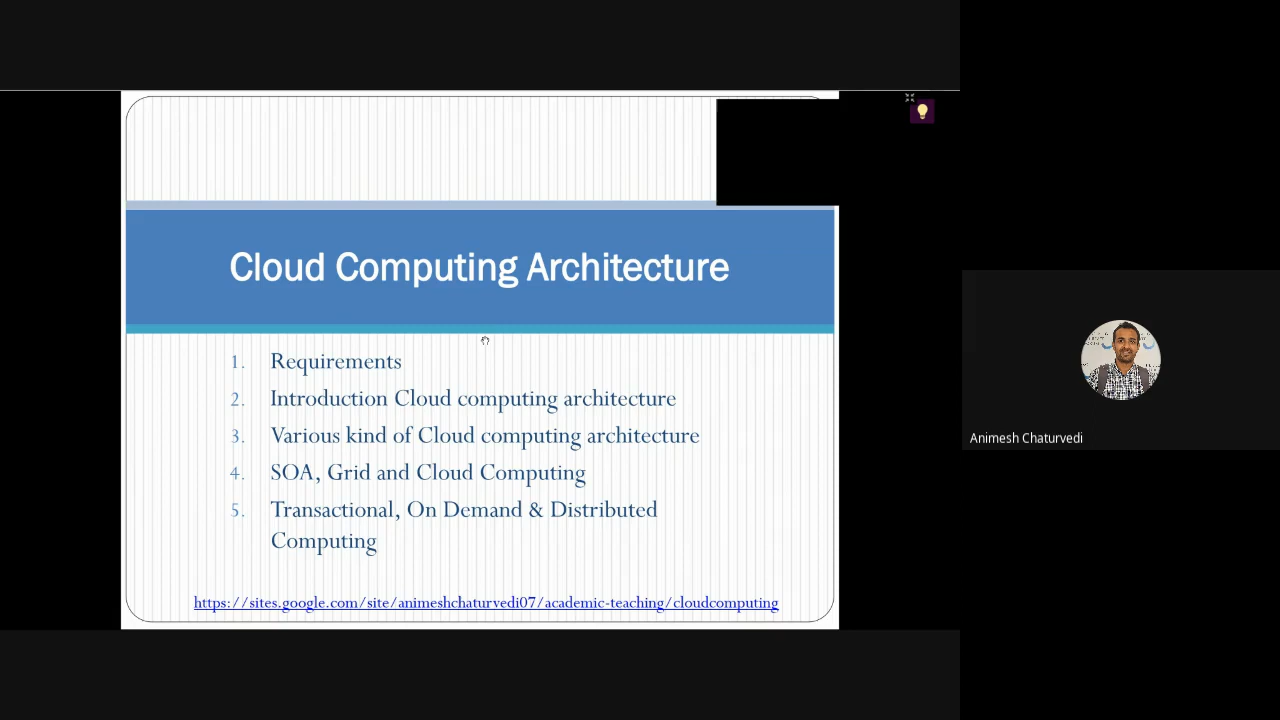 Cloud Computing Architecture
1. Requirements
2. Introduction Cloud computing architecture
3. Various kind of Cloud computing architecture
4. SOA, Grid and Cloud Computing
5. Transactional, On Demand & Distributed
Computing
https://sites.google.com/site/animeshchaturvedi07/academic-teaching/cloudcomputing
Animesh Chaturvedi